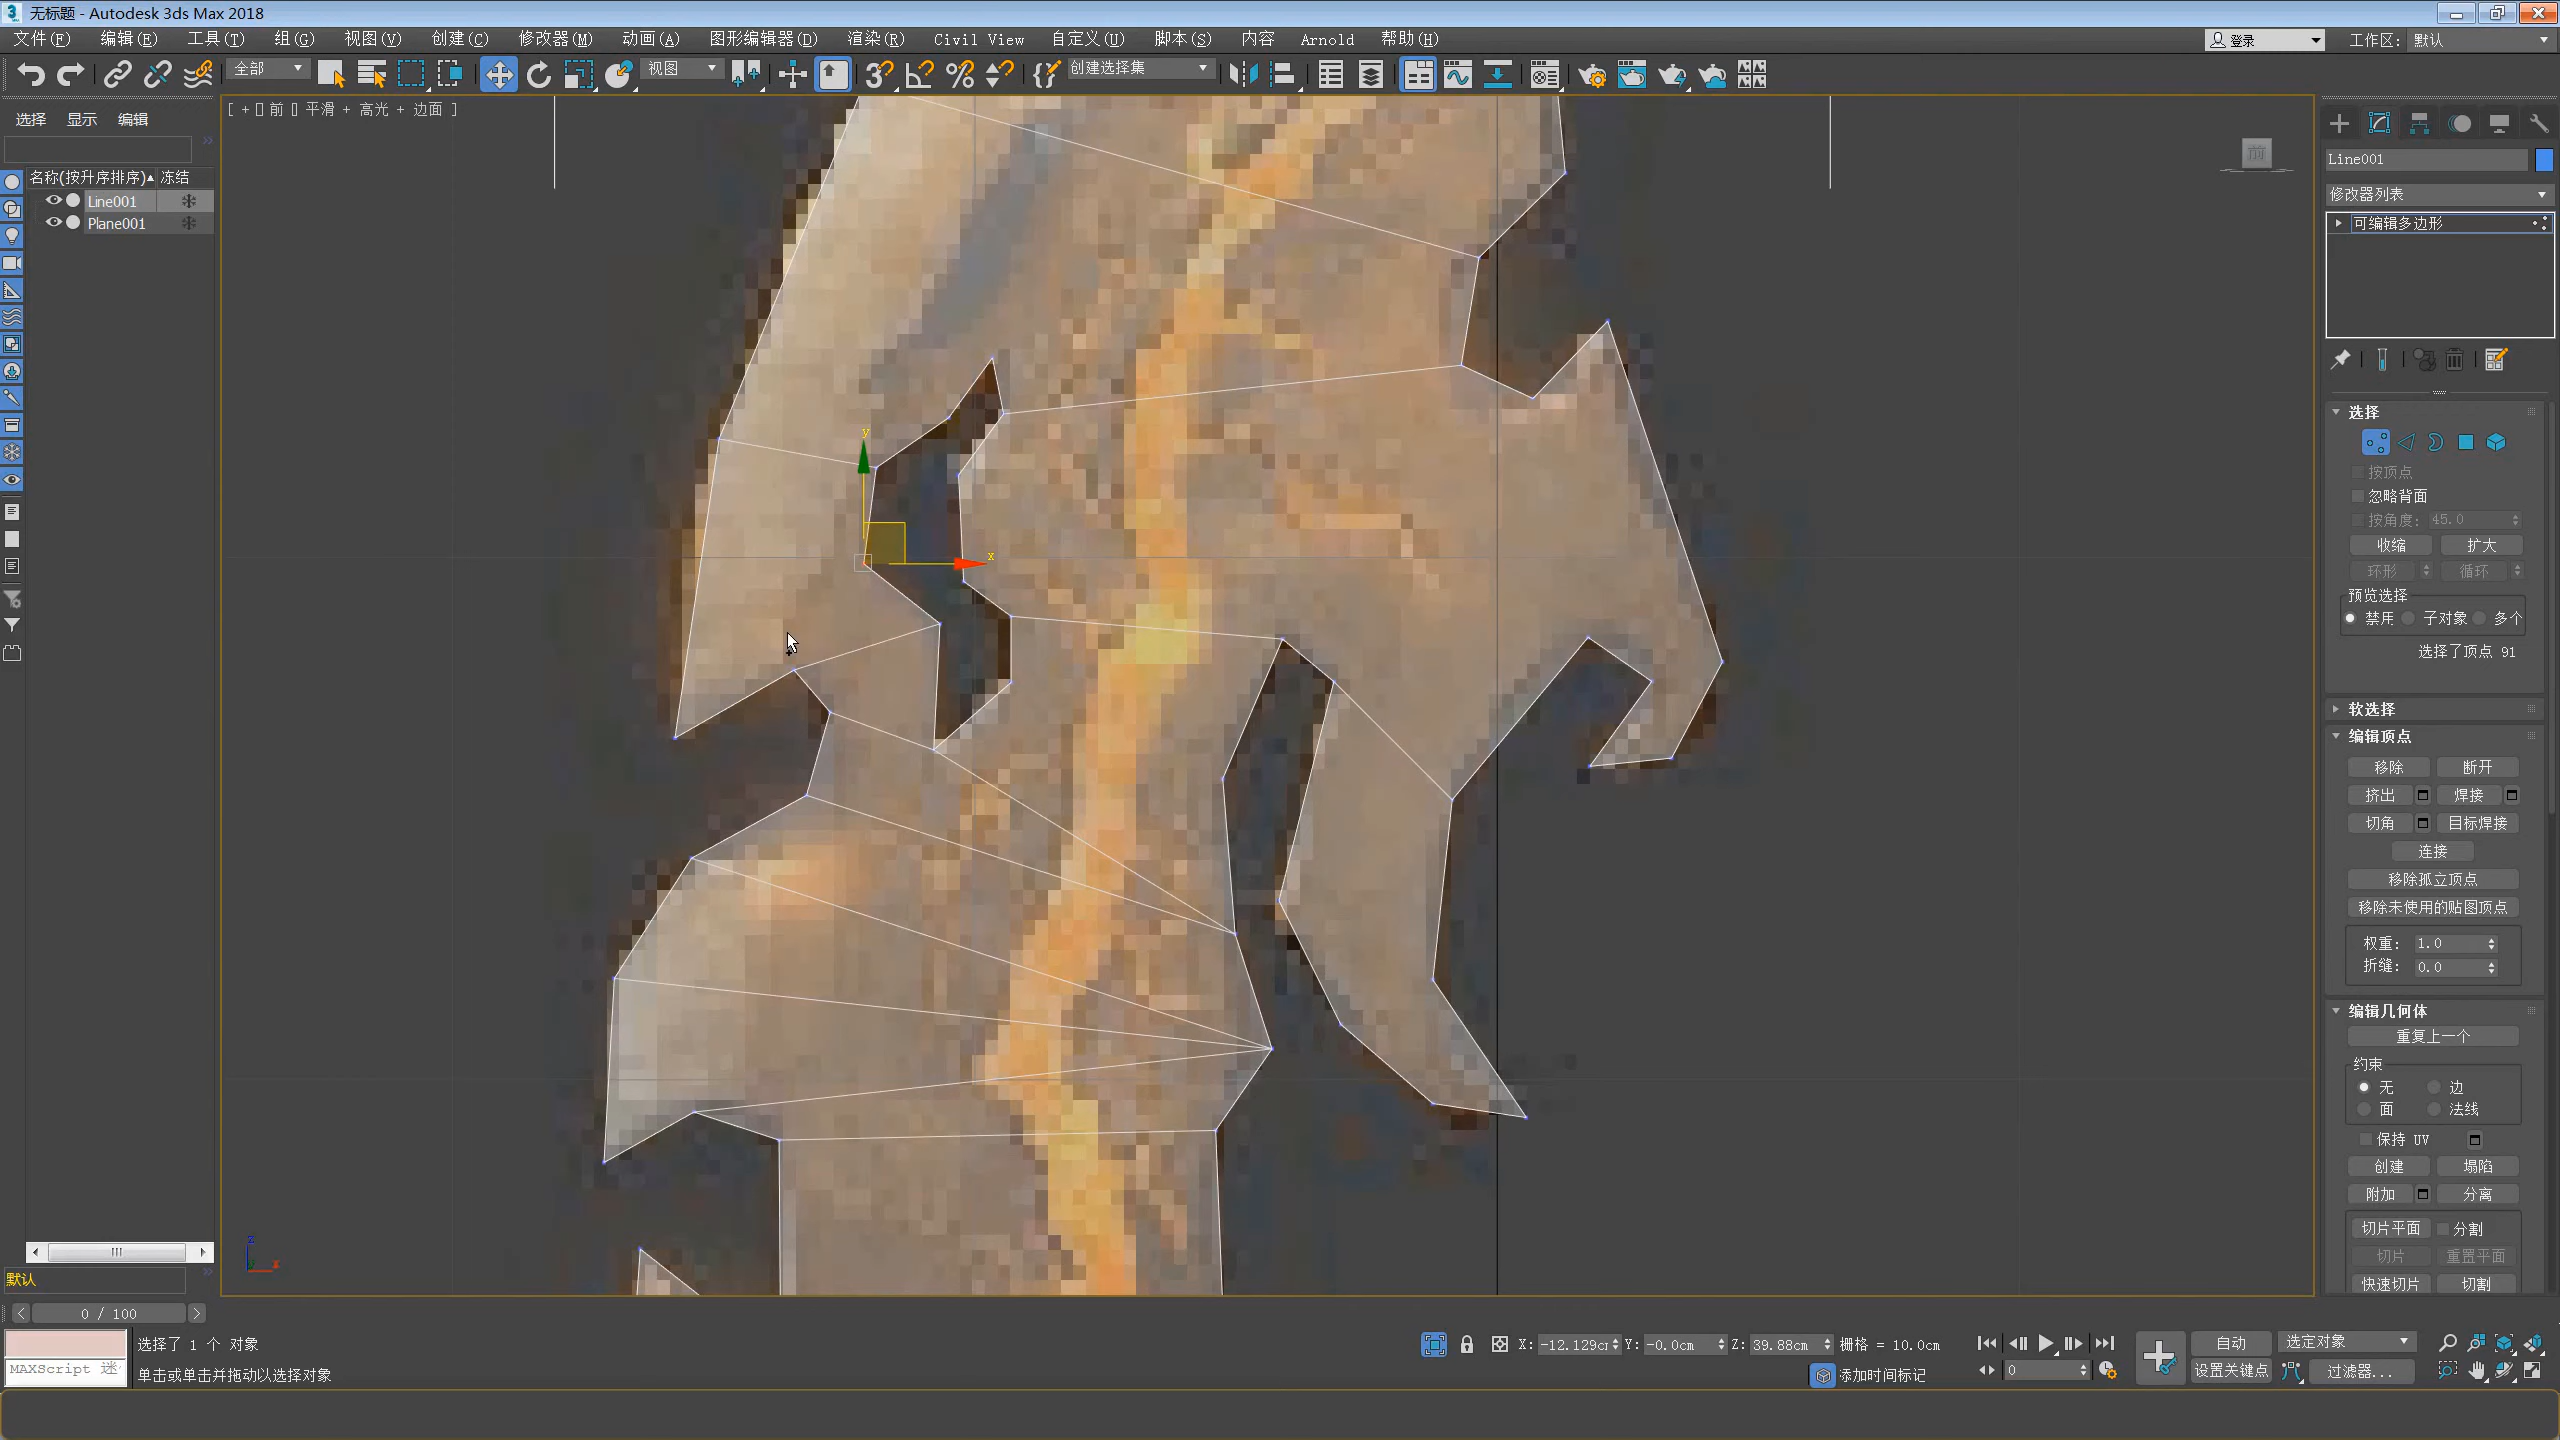 无标题 - Autodesk 3ds Max 2018
文件(F) 编辑(E) 工具(T) 组(G) 视图(V) 创建(C) 修改器(M) 动画(A) 图形编辑器(D) 渲染(R) Civil View 自定义(U) 脚本(S) 内容 Arnold 帮助(H) 登录 工作区: 默认
全部 视图 创建选择集
[ + ▯ 前 ▯ 平滑 + 高光 + 边面 ]
选择 显示 编辑
名称(按升序排序) 冻结
Line001
Plane001
y
x
z
x
前
Line001
修改器列表
可编辑多边形
选择
按顶点
忽略背面
按角度: 45.0
收缩 扩大
环形 循环
预览选择
禁用 子对象 多个
选择了顶点 91
软选择
编辑顶点
移除 断开
挤出 焊接
切角 目标焊接
连接
移除孤立顶点
移除未使用的贴图顶点
权重: 1.0
折缝: 0.0
编辑几何体
重复上一个
约束
无 边
面 法线
保持 UV
创建 塌陷
附加 分离
切片平面 分割
切片 重置平面
快速切片 切割
默认
0 / 100
选择了 1 个 对象
MAXScript 迷
单击或单击并拖动以选择对象
X: -12.129cm Y: -0.0cm Z: 39.88cm 栅格 = 10.0cm
添加时间标记
0
自动 选定对象
设置关键点 过滤器...